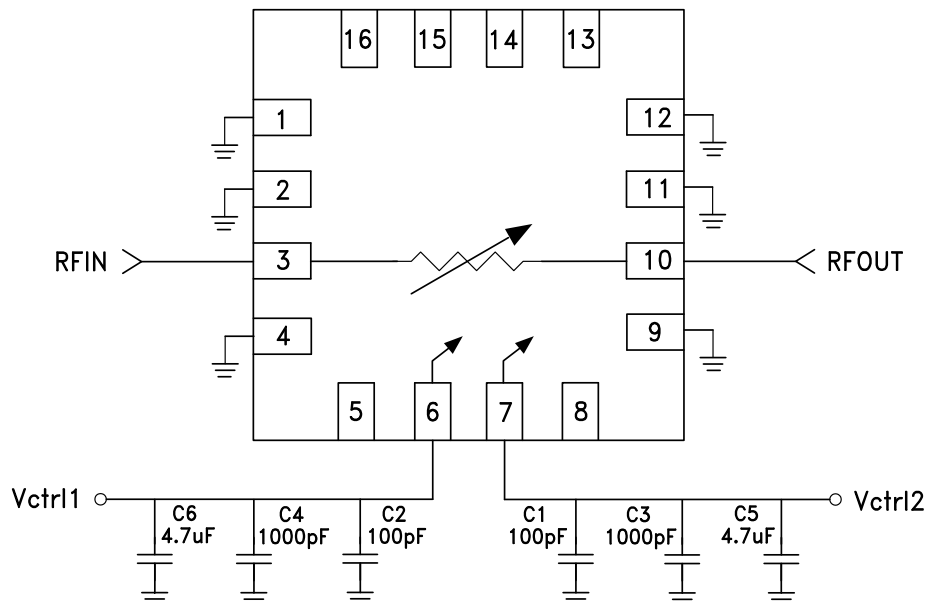 16 15 14 13
1 12
2 11
RFIN 3 10 RFOUT
4 9
5 6 7 8
Vctrl1 Vctrl2
C6 C4 C2 C1 C3 C5
4.7uF 1000pF 100pF 100pF 1000pF 4.7uF